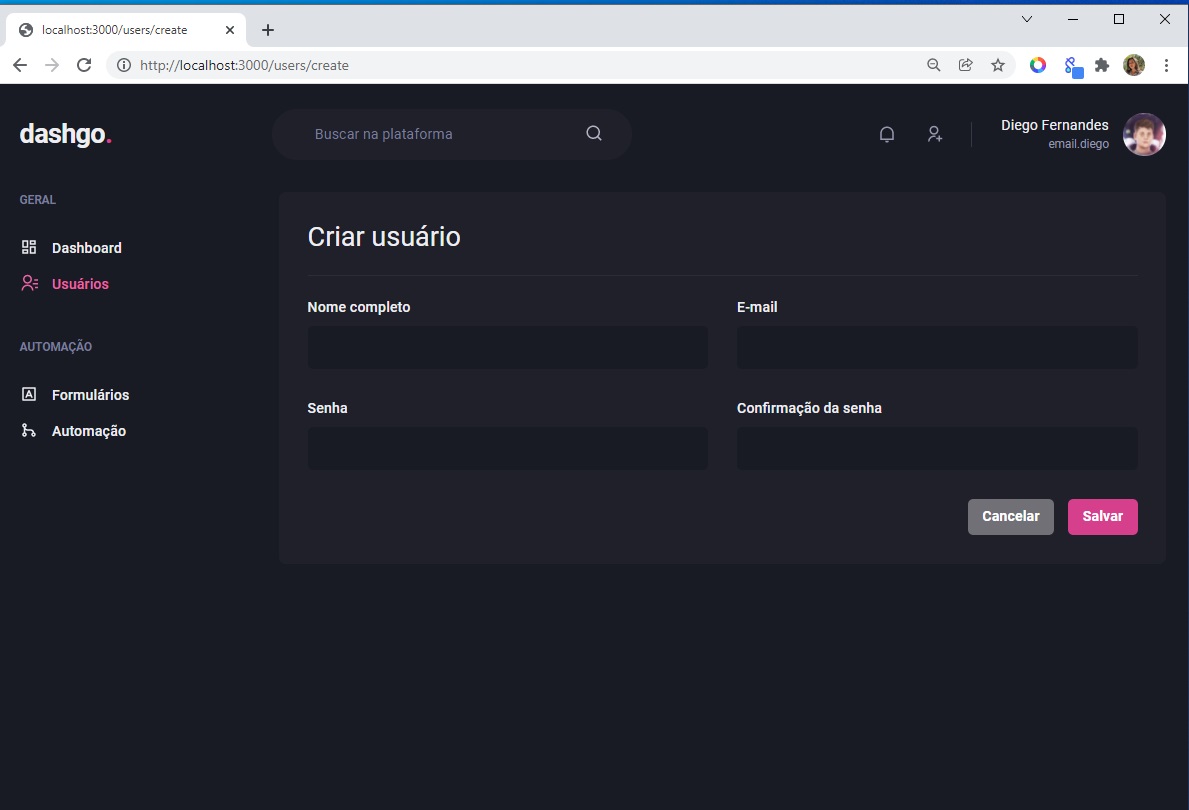 localhost:3000/users/create
http://localhost:3000/users/create
dashgo.
Buscar na plataforma
Diego Fernandes
email.diego
GERAL
Dashboard
Usuários
AUTOMAÇÃO
Formulários
Automação
Criar usuário
Nome completo
E-mail
Senha
Confirmação da senha
Cancelar
Salvar